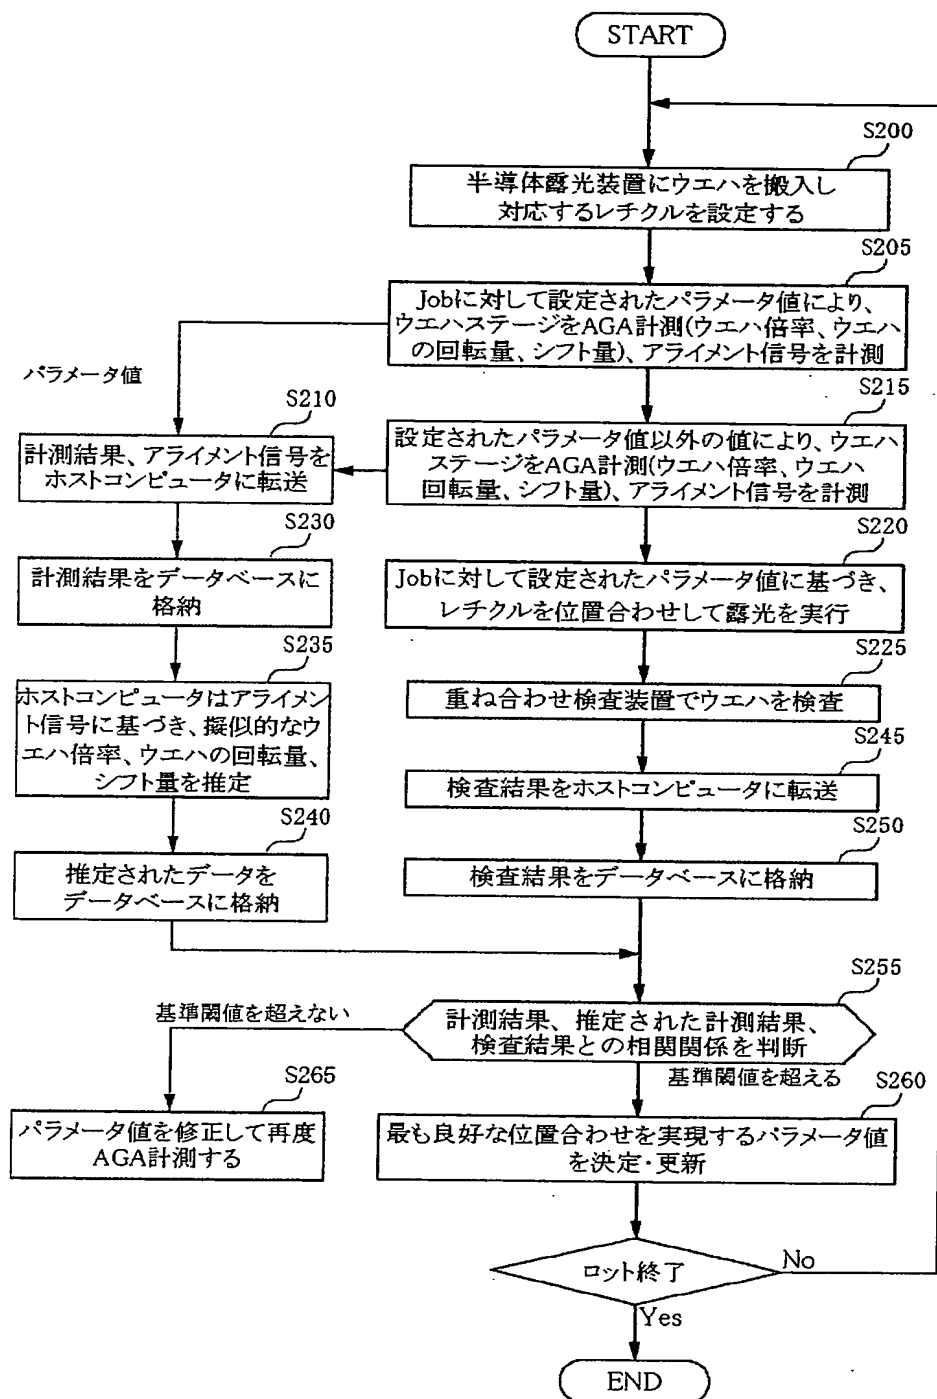 START
S200
半導体露光装置にウエハを搬入し
対応するレチクルを設定する
S205
Jobに対して設定されたパラメータ値により、
ウエハステージをAGA計測(ウエハ倍率、ウエハ
の回転量、シフト量)、アライメント信号を計測
パラメータ値
S210
計測結果、アライメント信号を
ホストコンピュータに転送
S215
設定されたパラメータ値以外の値により、ウエハ
ステージをAGA計測(ウエハ倍率、ウエハ
回転量、シフト量)、アライメント信号を計測
S230
計測結果をデータベースに
格納
S220
Jobに対して設定されたパラメータ値に基づき、
レチクルを位置合わせして露光を実行
S235
ホストコンピュータはアライメン
ト信号に基づき、擬似的なウ
エハ倍率、ウエハの回転量、
シフト量を推定
S225
重ね合わせ検査装置でウエハを検査
S245
検査結果をホストコンピュータに転送
S240
推定されたデータを
データベースに格納
S250
検査結果をデータベースに格納
S255
計測結果、推定された計測結果、
検査結果との相関関係を判断
基準閾値を超えない
基準閾値を超える
S265
パラメータ値を修正して再度
AGA計測する
S260
最も良好な位置合わせを実現するパラメータ値
を決定・更新
ロット終了
No
Yes
END